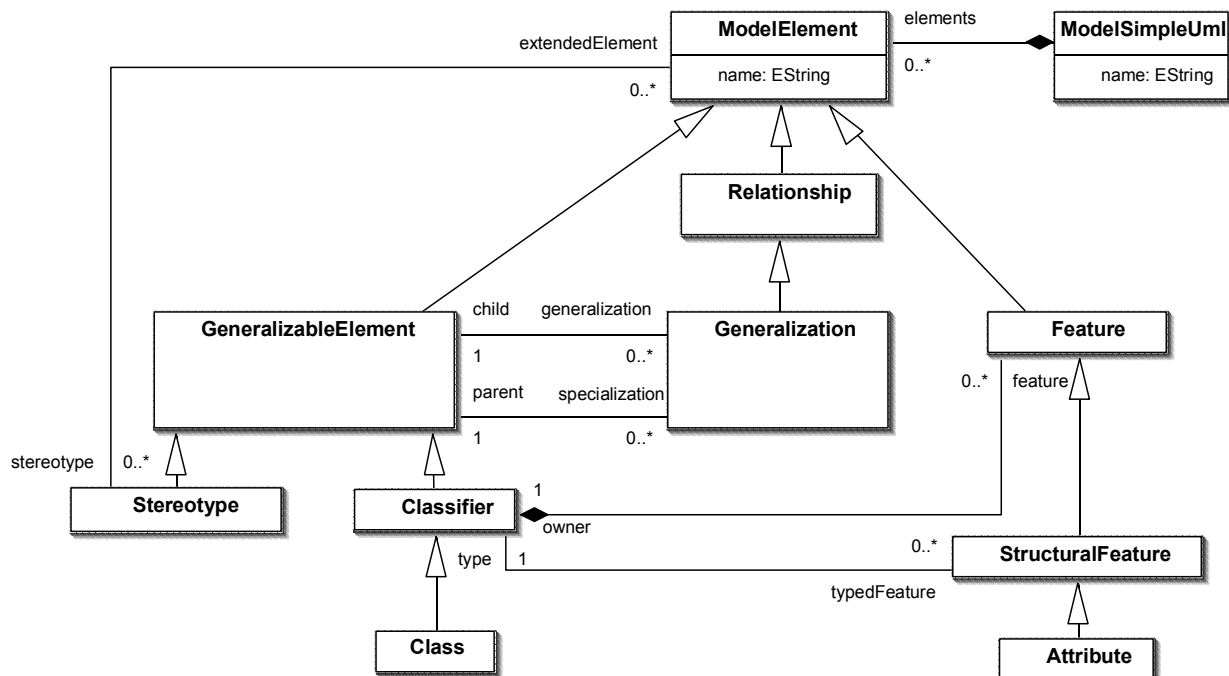 ModelElement
elements
ModelSimpleUml
extendedElement
name: EString
0..*
name: EString
0..*
Relationship
GeneralizableElement
child
generalization
Generalization
Feature
1
0..*
0..*
feature
parent
specialization
1
0..*
stereotype
0..*
Stereotype
Classifier
1
owner
type
1
0..*
StructuralFeature
typedFeature
Class
Attribute